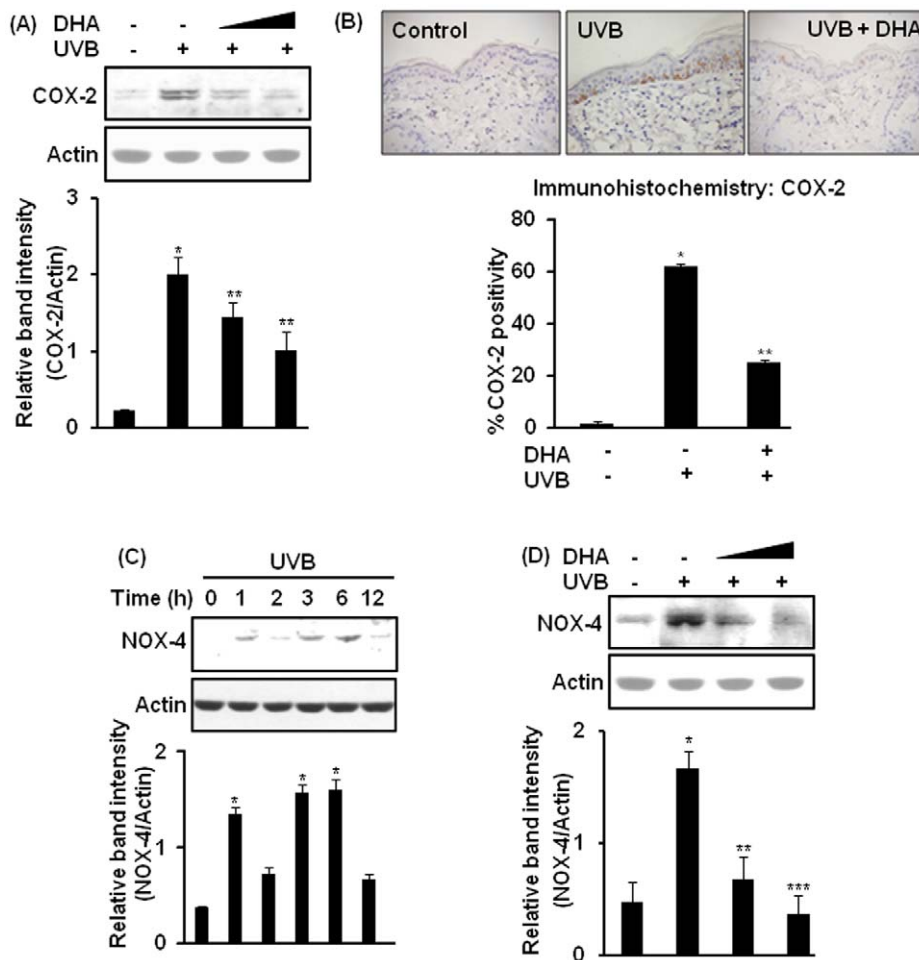 (A)
DHA - -
UVB - + + +
COX-2
Actin
Relative band intensity
(COX-2/Actin)
3
2
1
0
*
**
**
(B)
Control
UVB
UVB + DHA
Immunohistochemistry: COX-2
% COX-2 positivity
80
60
40
20
0
*
**
DHA - - +
UVB - + +
(C)
UVB
Time (h) 0 1 2 3 6 12
NOX-4
Actin
Relative band intensity
(NOX-4/Actin)
2
1
0
*
*
*
(D)
DHA - -
UVB - + + +
NOX-4
Actin
Relative band intensity
(NOX-4/Actin)
2
1
0
*
**
***